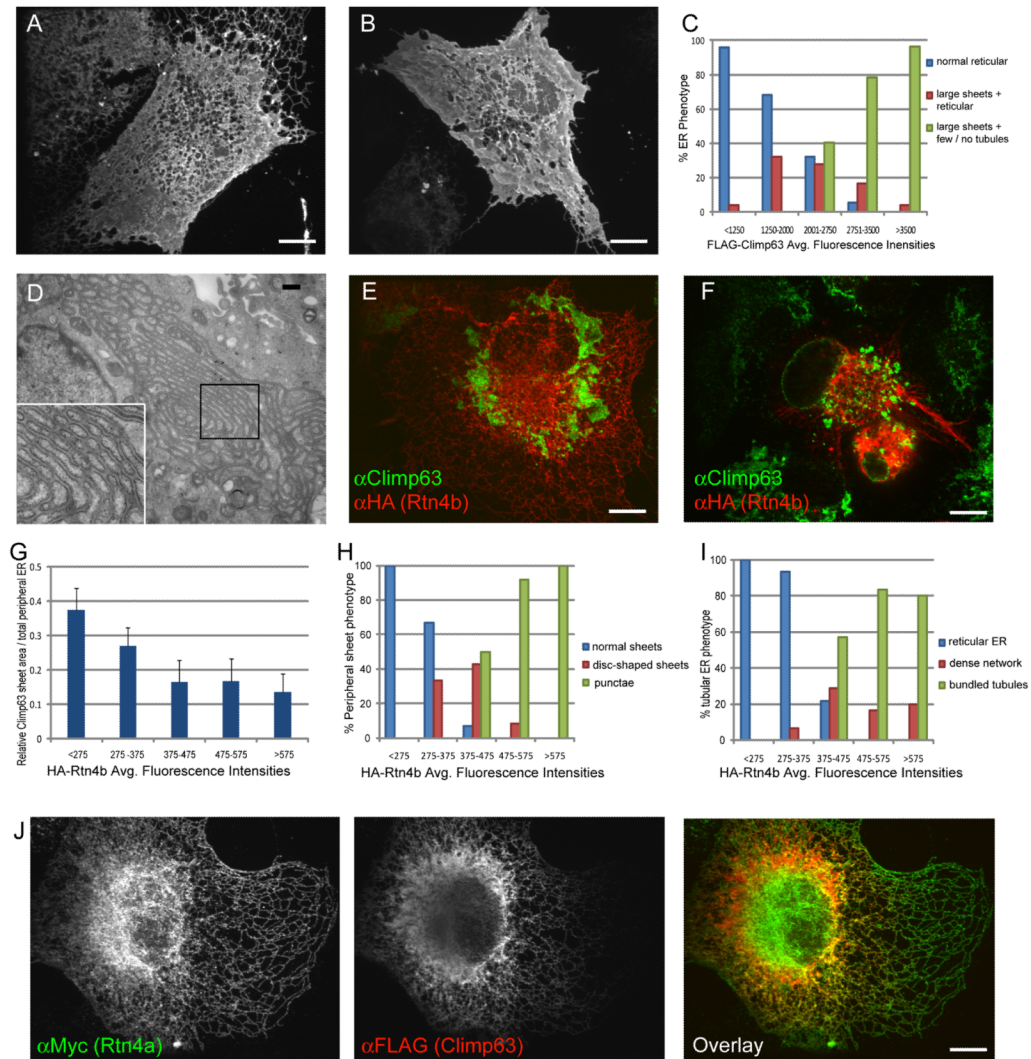 A
B
C
% ER Phenotype
100
80
60
40
20
0
<1250
1250-2000
2001-2750
2751-3500
>3500
FLAG-Climp63 Avg. Fluorescence Inensities
normal reticular
large sheets +
reticular
large sheets +
few / no tubules
D
E
αClimp63
αHA (Rtn4b)
F
αClimp63
αHA (Rtn4b)
G
Relative Climp63 sheet area / total peripheral ER
0.5
0.4
0.3
0.2
0.1
0
<275
275-375
375-475
475-575
>575
HA-Rtn4b Avg. Fluorescence Intensities
H
% Peripheral sheet phenotype
100
80
60
40
20
0
<275
275-375
375-475
475-575
>575
HA-Rtn4b Avg. Fluorescence Intensities
normal sheets
disc-shaped sheets
punctae
I
% tubular ER phenotype
100
80
60
40
20
0
<275
275-375
375-475
475-575
>575
HA-Rtn4b Avg. Fluorescence Intensities
reticular ER
dense network
bundled tubules
J
αMyc (Rtn4a)
αFLAG (Climp63)
Overlay